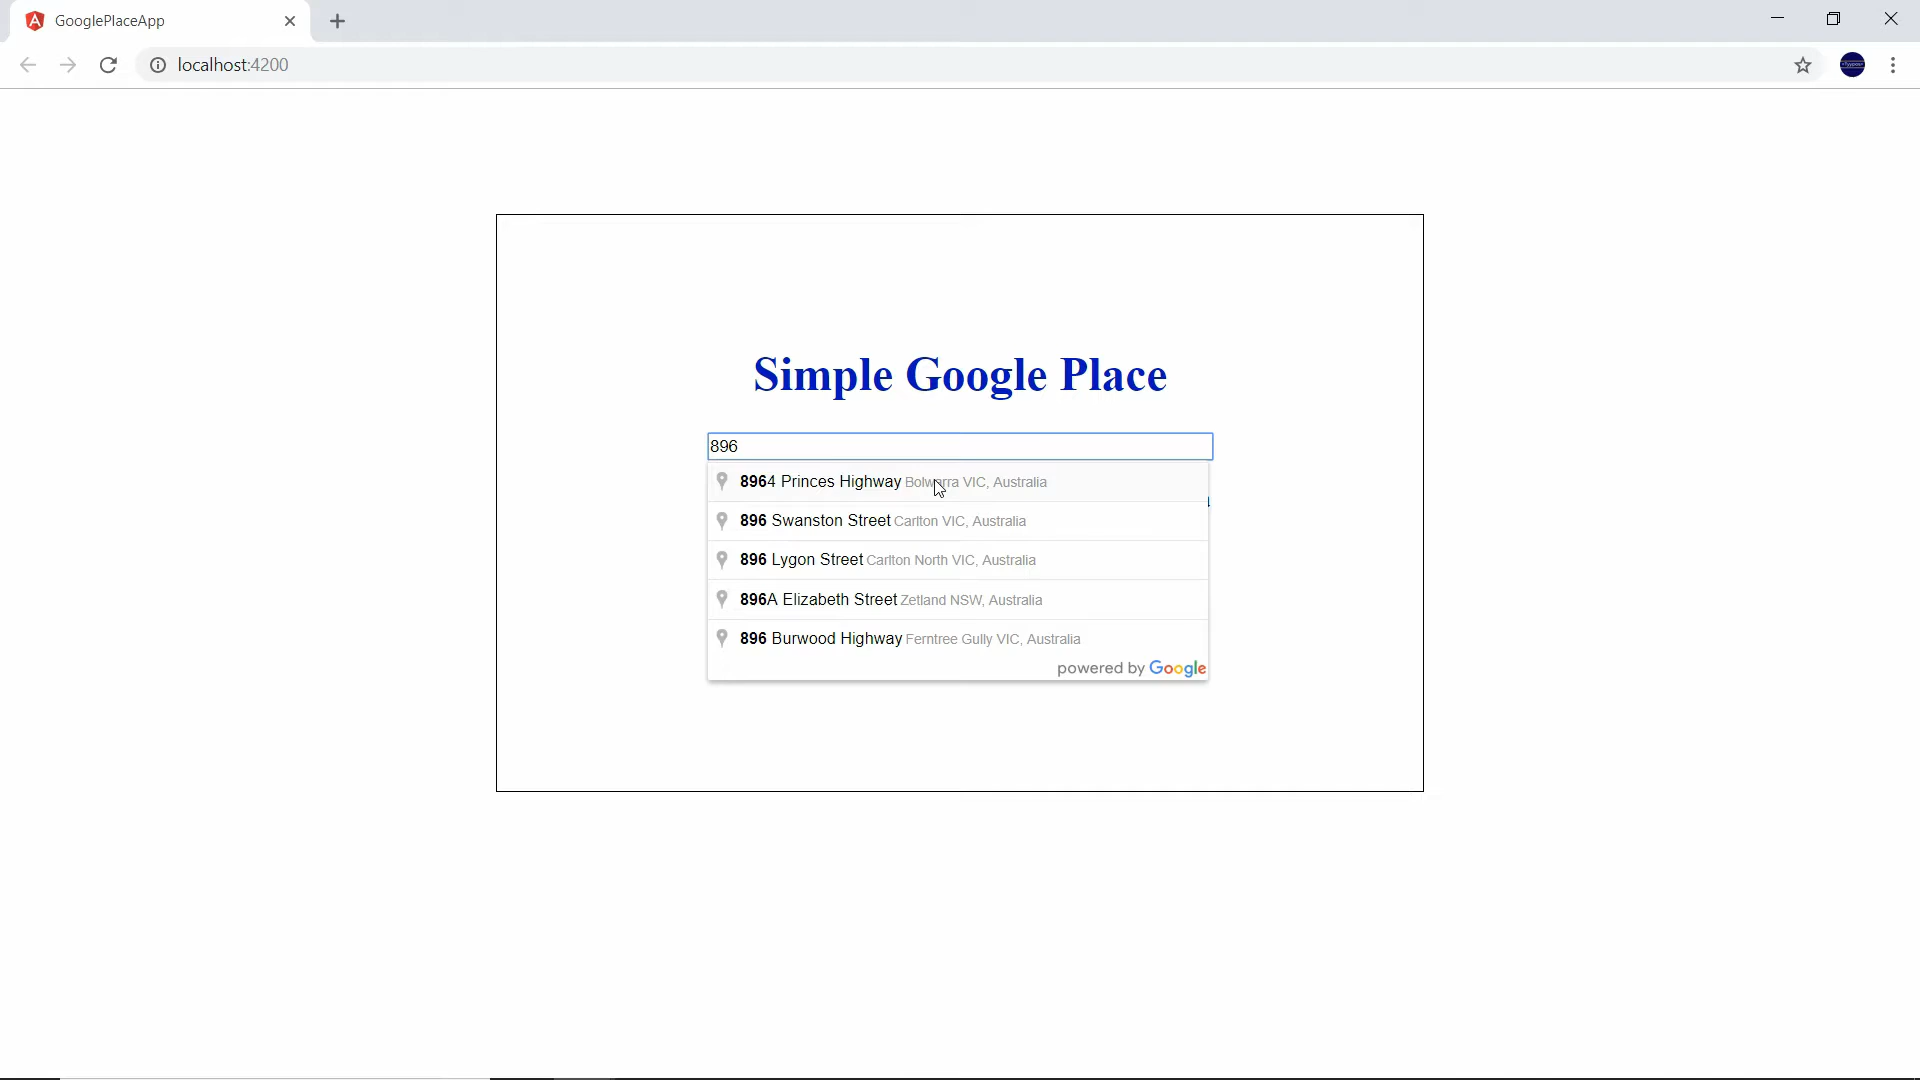 GooglePlaceApp
localhost:4200
Simple Google Place
896
8964 Princes Highway Bolwarra VIC, Australia
896 Swanston Street Carlton VIC, Australia
896 Lygon Street Carlton North VIC, Australia
896A Elizabeth Street Zetland NSW, Australia
896 Burwood Highway Ferntree Gully VIC, Australia
powered by Google